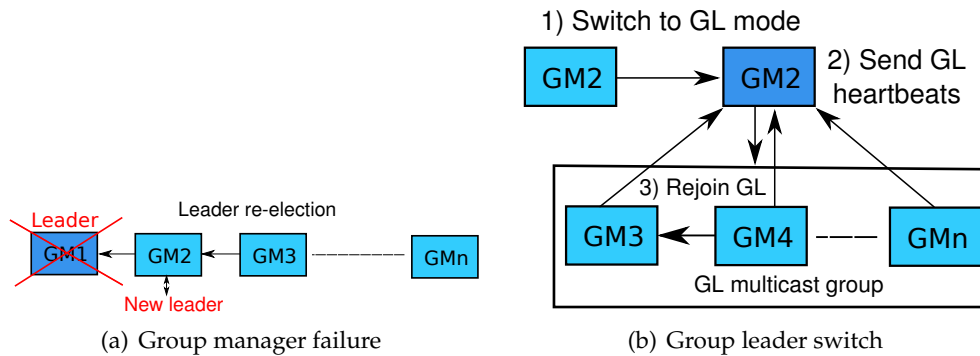 Leader re-election
Leader
GM1
GM2
GM3
GMn
New leader
(a) Group manager failure
1) Switch to GL mode
GM2
GM2
2) Send GL
heartbeats
3) Rejoin GL
GM3
GM4
GMn
GL multicast group
(b) Group leader switch